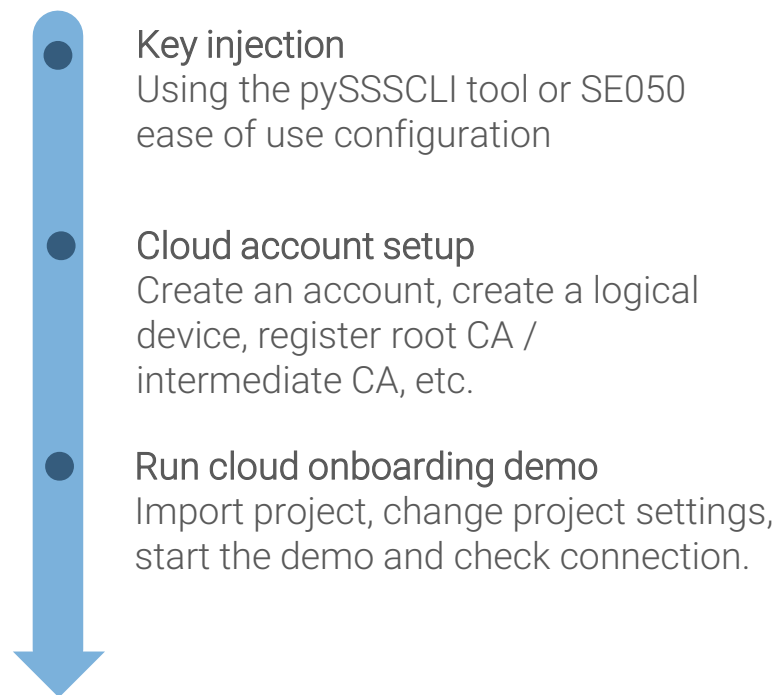 Key injection
Using the pySSSCLI tool or SE050
ease of use configuration
Cloud account setup
Create an account, create a logical
device, register root CA /
intermediate CA, etc.
Run cloud onboarding demo
Import project, change project settings,
start the demo and check connection.